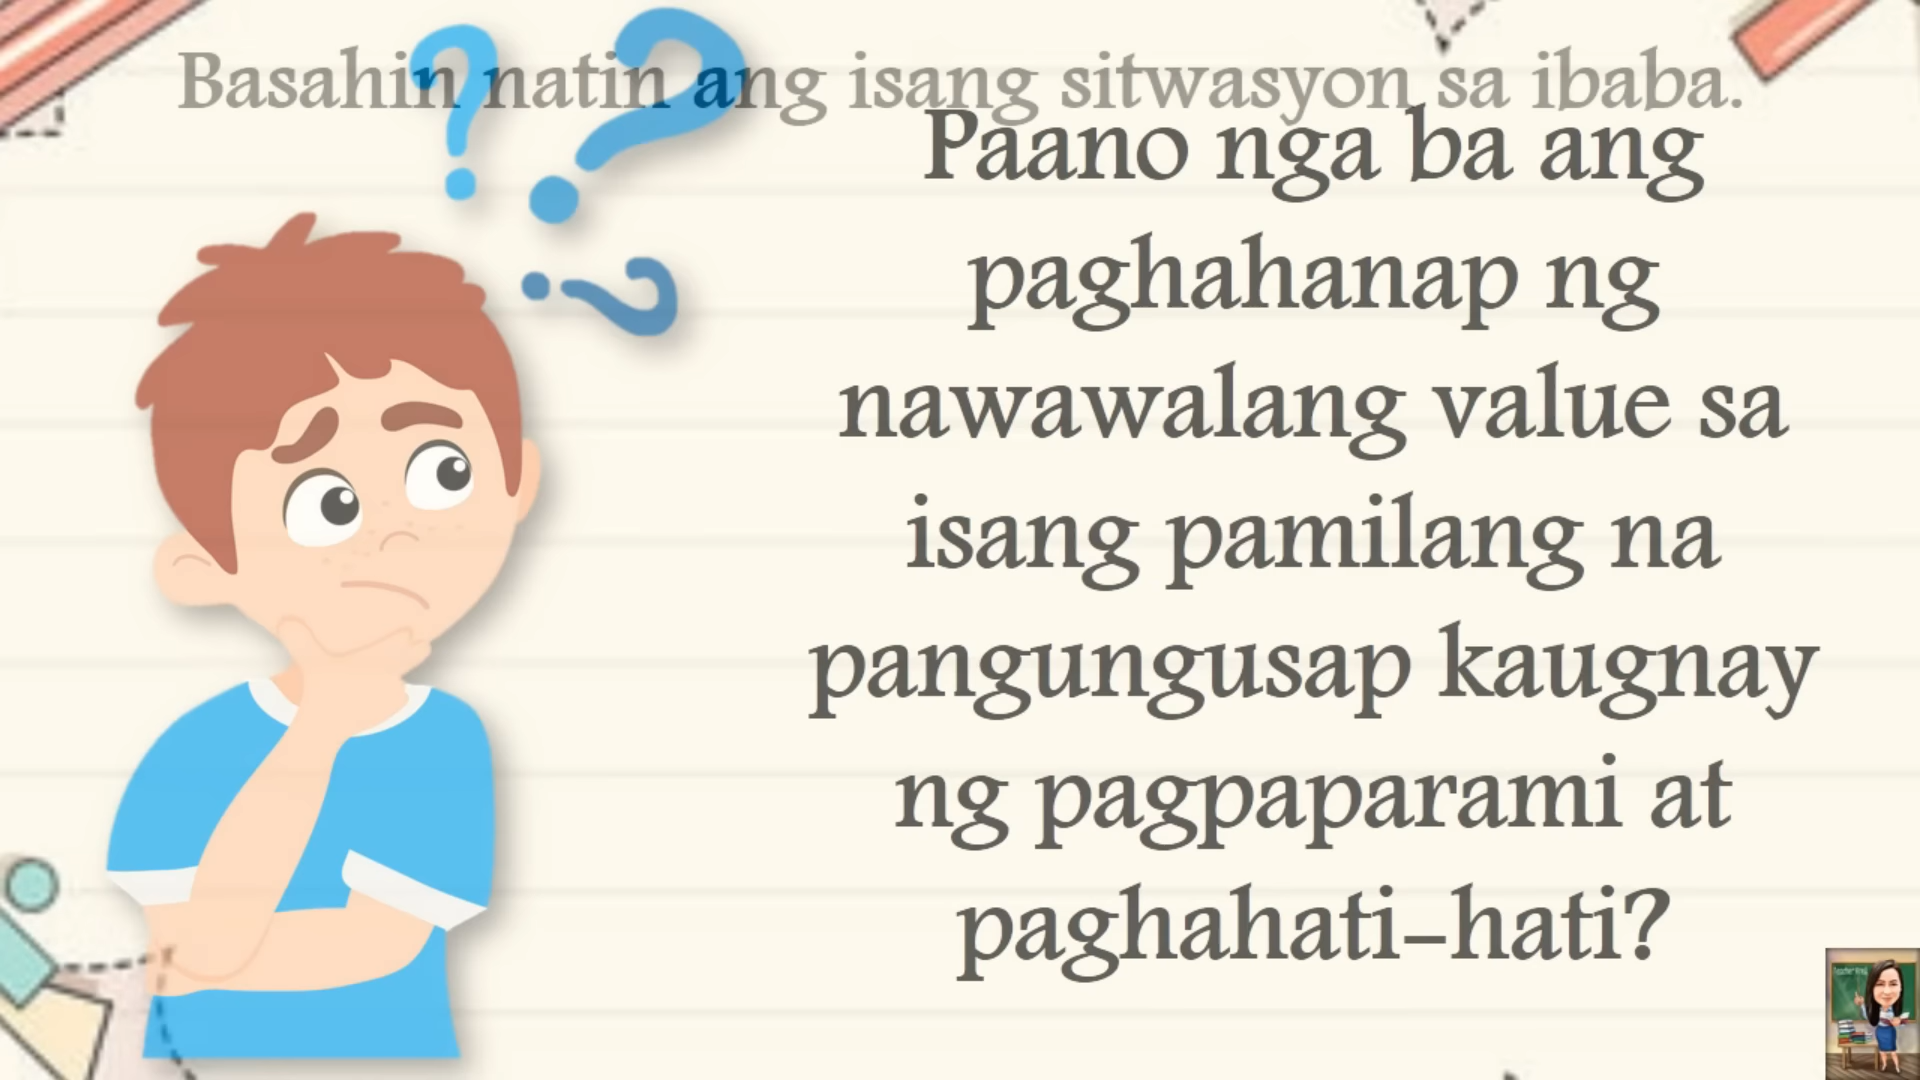 Basahin natin ang isang sitwasyon sa ibaba.
Paano nga ba ang
paghahanap ng
nawawalang value sa
isang pamilang na
pangungusap kaugnay
ng pagpaparami at
paghahati-hati?